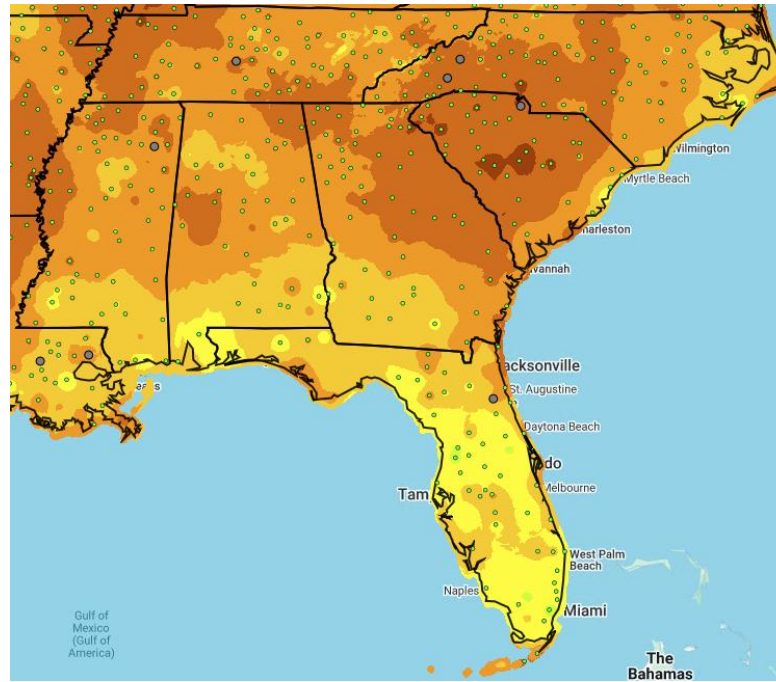 Wilmington
Myrtle Beach
harleston
avannah
acksonville
St. Augustine
Daytona Beach
do
Melbourne
Tam
West Palm
Beach
Naples
Miami
Gulf of
Mexico
(Gulf of
America)
The
Bahamas